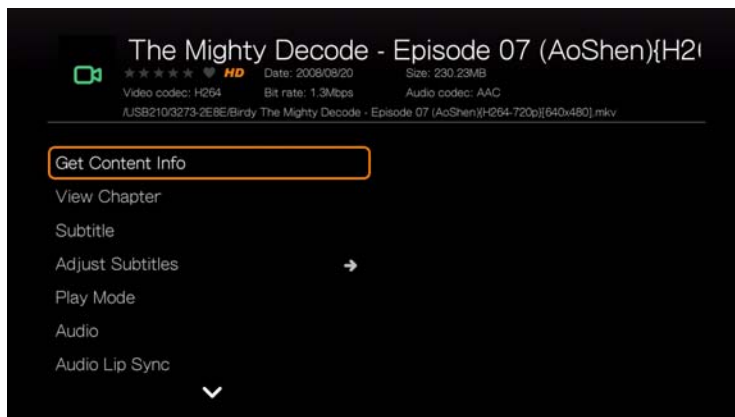 The Mighty Decode - Episode 07 (AoShen){H2
HD Date: 2008/08/20 Size: 230.23MB
Video codec: H264 Bit rate: 1.3Mbps Audio codec: AAC
/USB210/3273-2E8E/Birdy The Mighty Decode - Episode 07 (AoShen){H264-720p}[640x480].mkv
Get Content Info
View Chapter
Subtitle
Adjust Subtitles
Play Mode
Audio
Audio Lip Sync